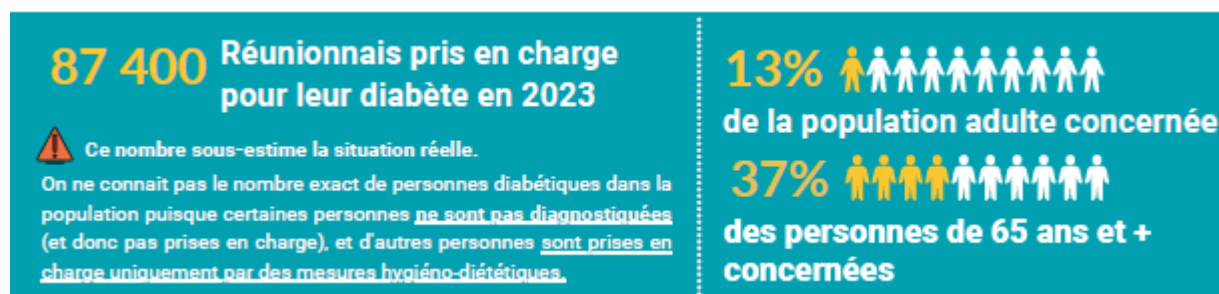 87 400 Réunionnais pris en charge
pour leur diabète en 2023
Ce nombre sous-estime la situation réelle.
On ne connait pas le nombre exact de personnes diabétiques dans la
population puisque certaines personnes ne sont pas diagnostiquées
(et donc pas prises en charge), et d'autres personnes sont prises en
charge uniquement par des mesures hygiéno-diététiques.
13%
de la population adulte concernée
37%
des personnes de 65 ans et +
concernées